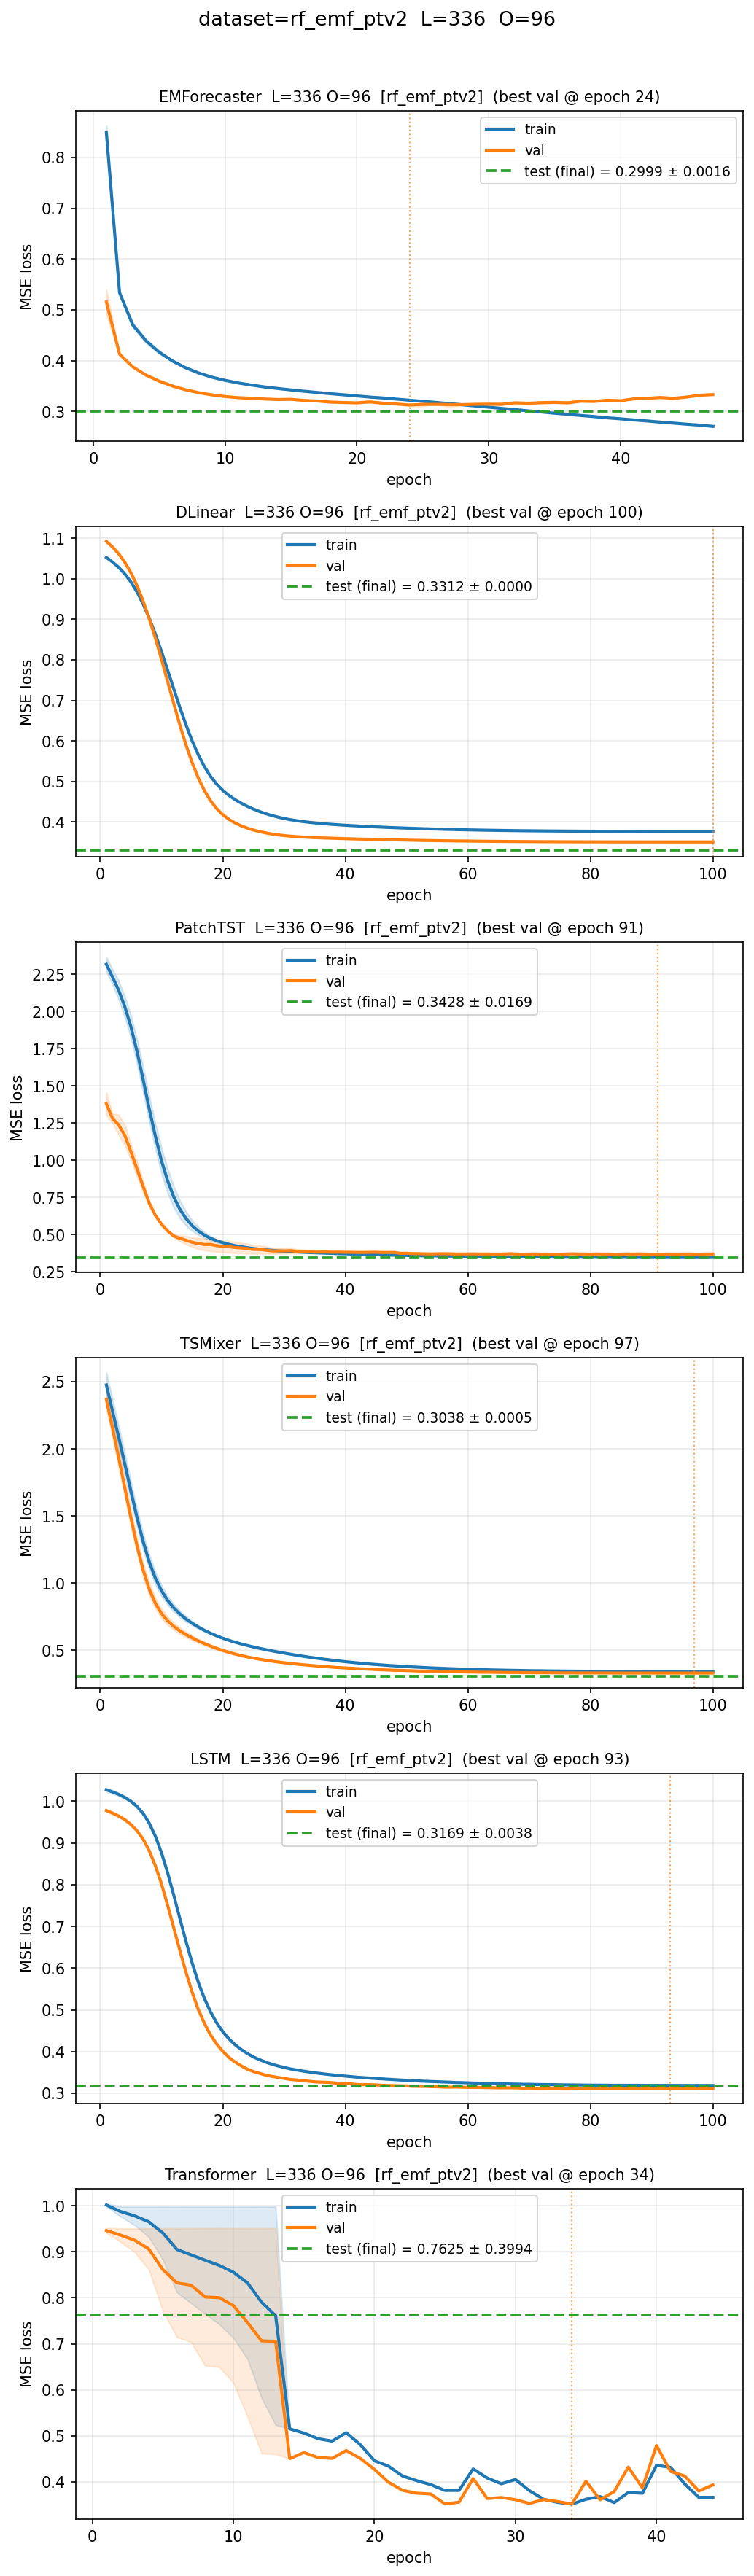 dataset=rf_emf_ptv2  L=336  O=96
EMForecaster  L=336 O=96  [rf_emf_ptv2]  (best val @ epoch 24)
train
val
test (final) = 0.2999 ± 0.0016
0.8
0.7
0.6
0.5
0.4
0.3
MSE loss
0 10 20 30 40
epoch
DLinear  L=336 O=96  [rf_emf_ptv2]  (best val @ epoch 100)
train
val
test (final) = 0.3312 ± 0.0000
1.1
1.0
0.9
0.8
0.7
0.6
0.5
0.4
MSE loss
0 20 40 60 80 100
epoch
PatchTST  L=336 O=96  [rf_emf_ptv2]  (best val @ epoch 91)
train
val
test (final) = 0.3428 ± 0.0169
2.25
2.00
1.75
1.50
1.25
1.00
0.75
0.50
0.25
MSE loss
0 20 40 60 80 100
epoch
TSMixer  L=336 O=96  [rf_emf_ptv2]  (best val @ epoch 97)
train
val
test (final) = 0.3038 ± 0.0005
2.5
2.0
1.5
1.0
0.5
MSE loss
0 20 40 60 80 100
epoch
LSTM  L=336 O=96  [rf_emf_ptv2]  (best val @ epoch 93)
train
val
test (final) = 0.3169 ± 0.0038
1.0
0.9
0.8
0.7
0.6
0.5
0.4
0.3
MSE loss
0 20 40 60 80 100
epoch
Transformer  L=336 O=96  [rf_emf_ptv2]  (best val @ epoch 34)
train
val
test (final) = 0.7625 ± 0.3994
1.0
0.9
0.8
0.7
0.6
0.5
0.4
MSE loss
0 10 20 30 40
epoch